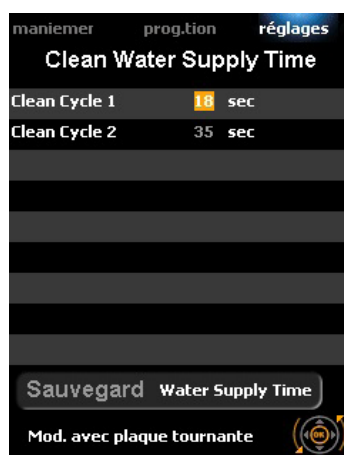 maniemer prog.tion réglages
Clean Water Supply Time
Clean Cycle 1 18 sec
Clean Cycle 2 35 sec
Sauvegard Water Supply Time
Mod. avec plaque tournante OK